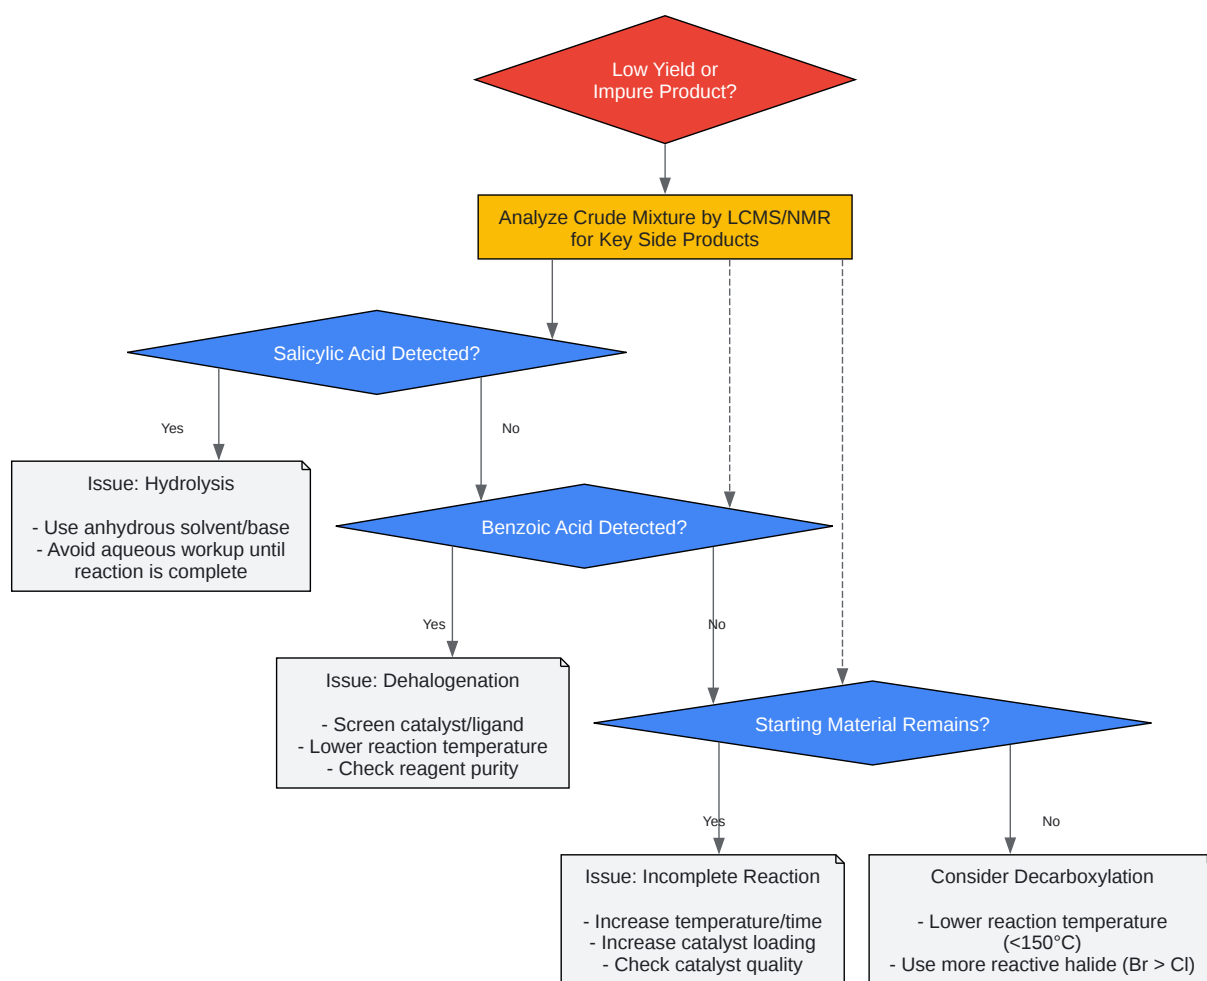 Low Yield or
Impure Product?
Analyze Crude Mixture by LCMS/NMR
for Key Side Products
Salicylic Acid Detected?
Yes
No
Issue: Hydrolysis
- Use anhydrous solvent/base
- Avoid aqueous workup until
reaction is complete
Benzoic Acid Detected?
Yes
No
Issue: Dehalogenation
- Screen catalyst/ligand
- Lower reaction temperature
- Check reagent purity
Starting Material Remains?
Yes
No
Issue: Incomplete Reaction
- Increase temperature/time
- Increase catalyst loading
- Check catalyst quality
Consider Decarboxylation
- Lower reaction temperature
(<150°C)
- Use more reactive halide (Br > Cl)